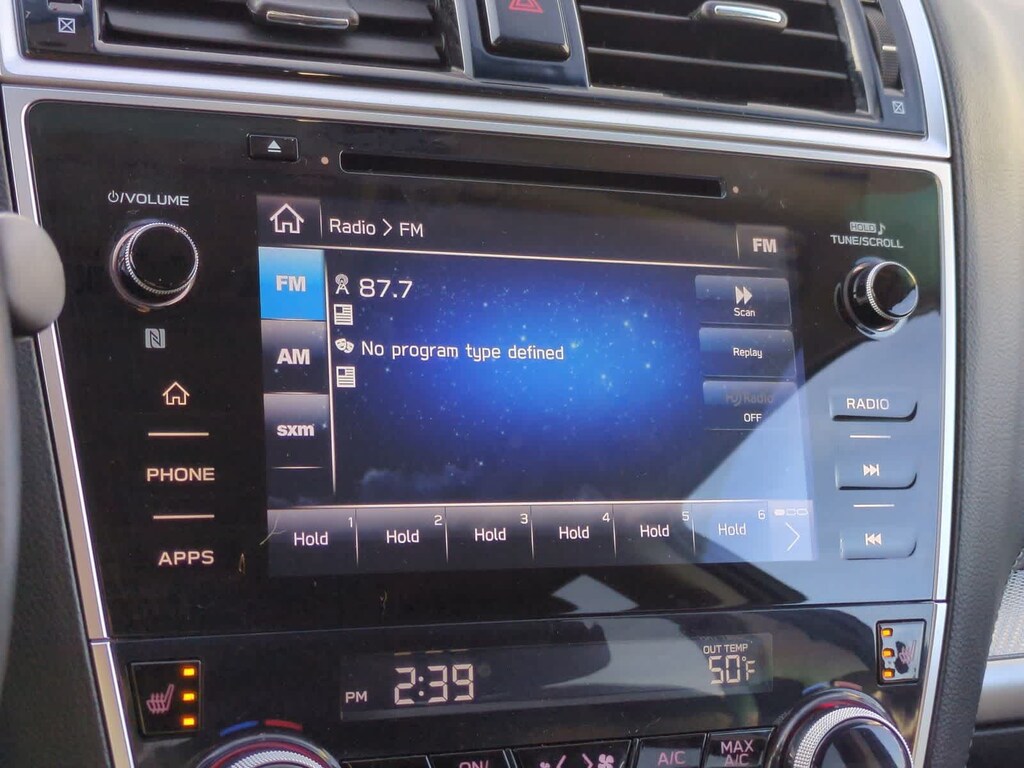 ⏻/VOLUME
HOLD ♪
TUNE/SCROLL
Radio > FM
FM
FM
87.7
Scan
AM
No program type defined
Replay
OFF
sxm
RADIO
PHONE
APPS
Hold 1
Hold 2
Hold 3
Hold 4
Hold 5
Hold 6
PM 2:39
OUT TEMP
50°F
ON/
A/C
MAX
A/C